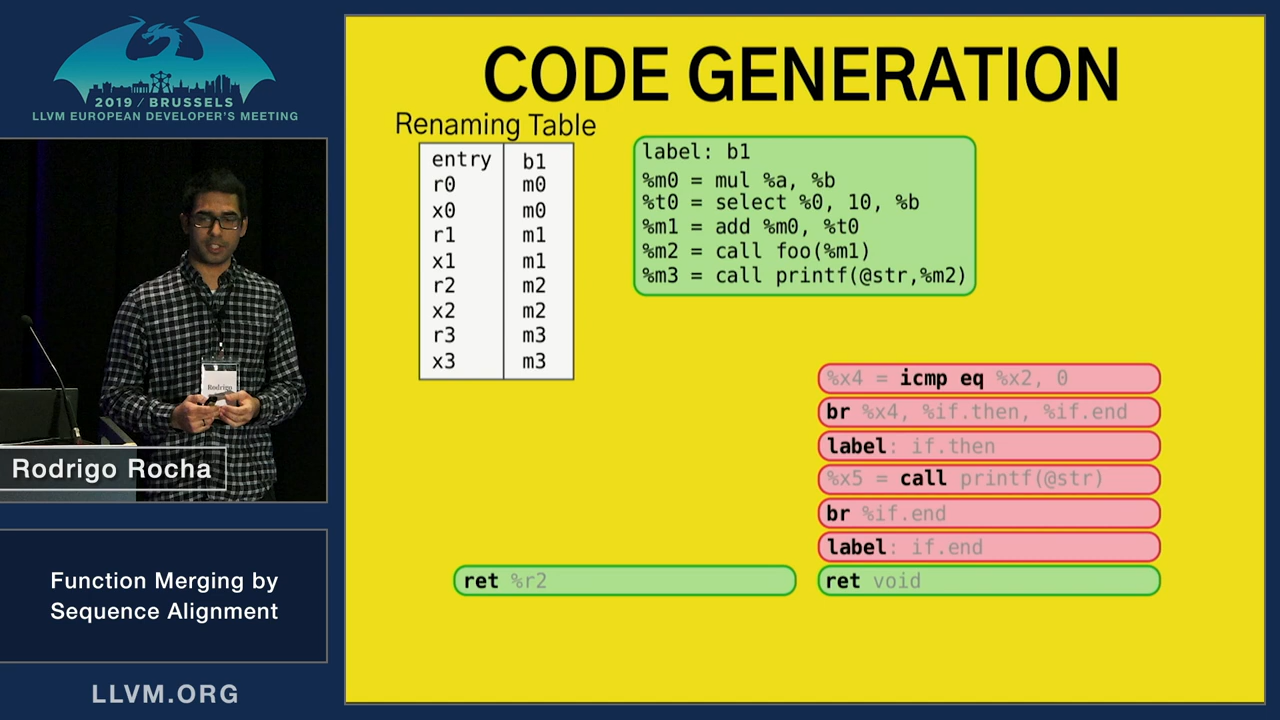 2019 / BRUSSELS
LLVM EUROPEAN DEVELOPER'S MEETING
Rodrigo
Rodrigo Rocha
Function Merging by
Sequence Alignment
LLVM.ORG
CODE GENERATION
Renaming Table
entry b1
r0 m0
x0 m0
r1 m1
x1 m1
r2 m2
x2 m2
r3 m3
x3 m3
label: b1
%m0 = mul %a, %b
%t0 = select %0, 10, %b
%m1 = add %m0, %t0
%m2 = call foo(%m1)
%m3 = call printf(@str,%m2)
%x4 = icmp eq %x2, 0
br %x4, %if.then, %if.end
label: if.then
%x5 = call printf(@str)
br %if.end
label: if.end
ret %r2
ret void